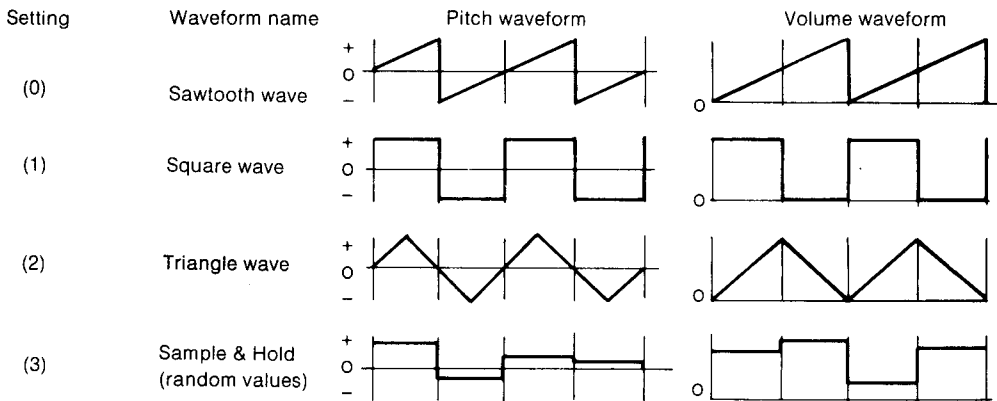 Setting Waveform name Pitch waveform Volume waveform
+
(0) Sawtooth wave O O
−
+
(1) Square wave O O
−
+
(2) Triangle wave O O
−
Sample & Hold +
(3) (random values) O O
−